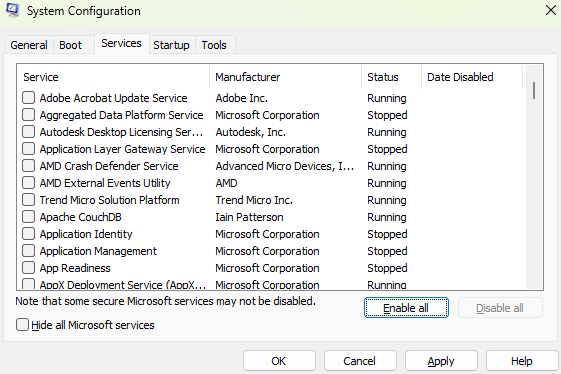 System Configuration
General Boot Services Startup Tools
Service Manufacturer Status Date Disabled
Adobe Acrobat Update Service Adobe Inc. Running
Aggregated Data Platform Service Microsoft Corporation Stopped
Autodesk Desktop Licensing Ser... Autodesk, Inc. Running
Application Layer Gateway Service Microsoft Corporation Stopped
AMD Crash Defender Service Advanced Micro Devices, I... Running
AMD External Events Utility AMD Running
Trend Micro Solution Platform Trend Micro Inc. Running
Apache CouchDB Iain Patterson Running
Application Identity Microsoft Corporation Stopped
Application Management Microsoft Corporation Stopped
App Readiness Microsoft Corporation Stopped
AppX Deployment Service (AppX... Microsoft Corporation Running
Note that some secure Microsoft services may not be disabled.
Enable all Disable all
Hide all Microsoft services
OK Cancel Apply Help